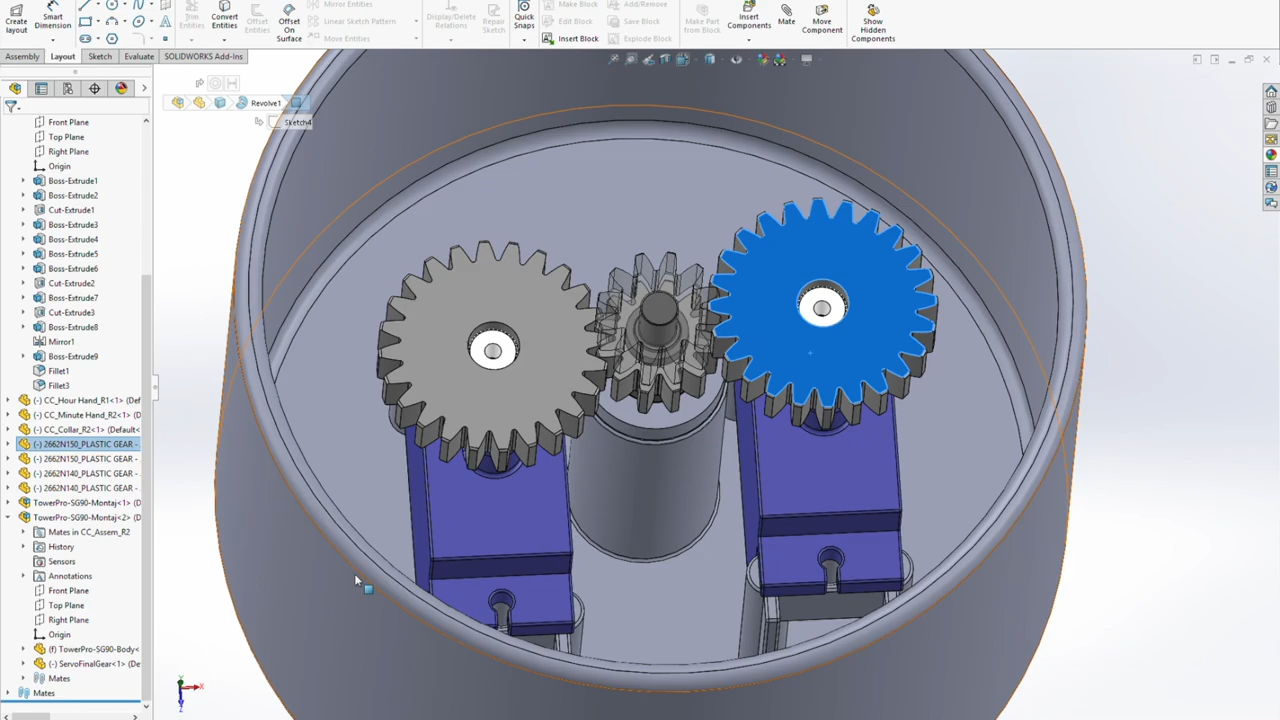 Create layout
Smart Dimension
Trim Entities
Convert Entities
Offset Entities
Offset On Surface
Mirror Entities
Linear Sketch Pattern
Move Entities
Display/Delete Relations
Repair Sketch
Quick Snaps
Make Block
Edit Block
Insert Block
Add/Remove
Save Block
Explode Block
Make Part from Block
Insert Components
Mate
Move Component
Show Hidden Components
Assembly
Layout
Sketch
Evaluate
SOLIDWORKS Add-Ins
Revolve1
Sketch4
Front Plane
Top Plane
Right Plane
Origin
Boss-Extrude1
Boss-Extrude2
Cut-Extrude1
Boss-Extrude3
Boss-Extrude4
Boss-Extrude5
Boss-Extrude6
Cut-Extrude2
Boss-Extrude7
Cut-Extrude3
Boss-Extrude8
Mirror1
Boss-Extrude9
Fillet1
Fillet3
(-) CC_Hour Hand_R1<1> (Def
(-) CC_Minute Hand_R2<1> (D
(-) CC_Collar_R2<1> (Default<
(-) 2662N150_PLASTIC GEAR -
(-) 2662N150_PLASTIC GEAR -
(-) 2662N140_PLASTIC GEAR -
(-) 2662N140_PLASTIC GEAR -
TowerPro-SG90-Montaj<1> (D
TowerPro-SG90-Montaj<2> (D
Mates in CC_Assem_R2
History
Sensors
Annotations
Front Plane
Top Plane
Right Plane
Origin
(f) TowerPro-SG90-Body<
(-) ServoFinalGear<1> (De
Mates
Mates
X
Z